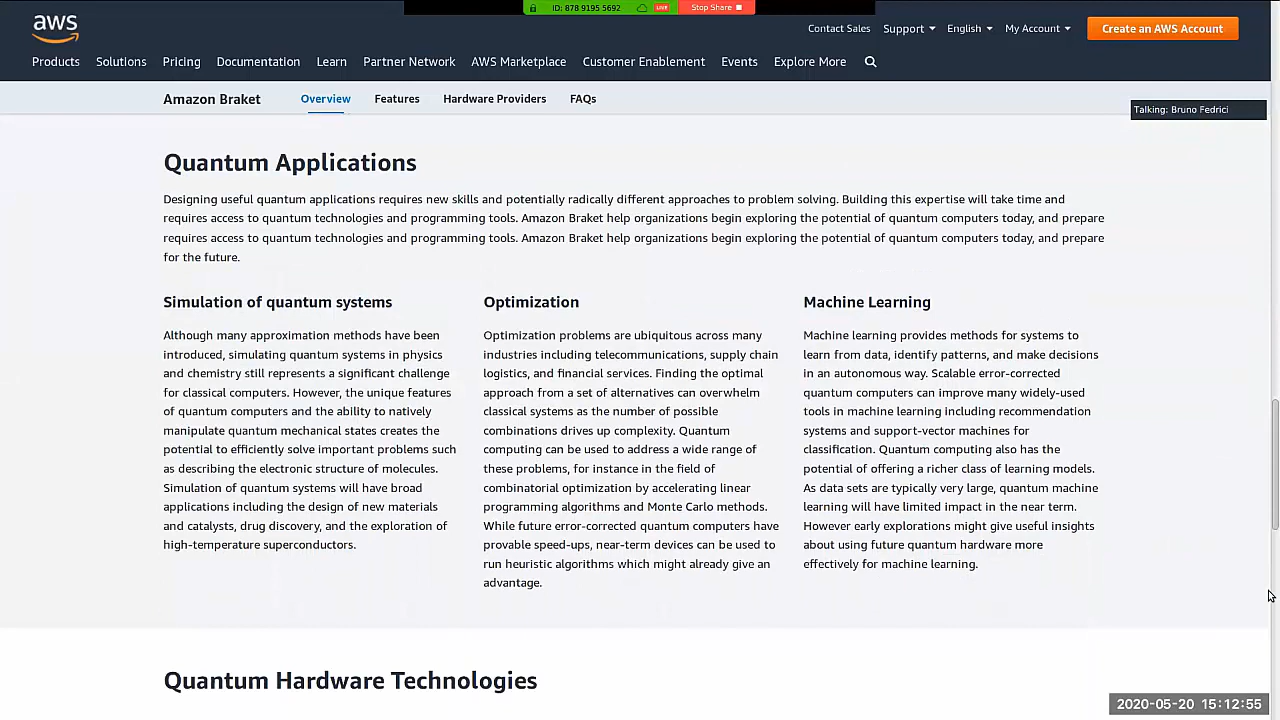 ID: 878 9195 5692 LIVE Stop Share
aws
Contact Sales Support English My Account Create an AWS Account
Products Solutions Pricing Documentation Learn Partner Network AWS Marketplace Customer Enablement Events Explore More
Amazon Braket Overview Features Hardware Providers FAQs
Talking: Bruno Fedrici
Quantum Applications
Designing useful quantum applications requires new skills and potentially radically different approaches to problem solving. Building this expertise will take time and
requires access to quantum technologies and programming tools. Amazon Braket help organizations begin exploring the potential of quantum computers today, and prepare
requires access to quantum technologies and programming tools. Amazon Braket help organizations begin exploring the potential of quantum computers today, and prepare
for the future.
Simulation of quantum systems
Although many approximation methods have been
introduced, simulating quantum systems in physics
and chemistry still represents a significant challenge
for classical computers. However, the unique features
of quantum computers and the ability to natively
manipulate quantum mechanical states creates the
potential to efficiently solve important problems such
as describing the electronic structure of molecules.
Simulation of quantum systems will have broad
applications including the design of new materials
and catalysts, drug discovery, and the exploration of
high-temperature superconductors.
Optimization
Optimization problems are ubiquitous across many
industries including telecommunications, supply chain
logistics, and financial services. Finding the optimal
approach from a set of alternatives can overwhelm
classical systems as the number of possible
combinations drives up complexity. Quantum
computing can be used to address a wide range of
these problems, for instance in the field of
combinatorial optimization by accelerating linear
programming algorithms and Monte Carlo methods.
While future error-corrected quantum computers have
provable speed-ups, near-term devices can be used to
run heuristic algorithms which might already give an
advantage.
Machine Learning
Machine learning provides methods for systems to
learn from data, identify patterns, and make decisions
in an autonomous way. Scalable error-corrected
quantum computers can improve many widely-used
tools in machine learning including recommendation
systems and support-vector machines for
classification. Quantum computing also has the
potential of offering a richer class of learning models.
As data sets are typically very large, quantum machine
learning will have limited impact in the near term.
However early explorations might give useful insights
about using future quantum hardware more
effectively for machine learning.
Quantum Hardware Technologies
2020-05-20 15:12:55